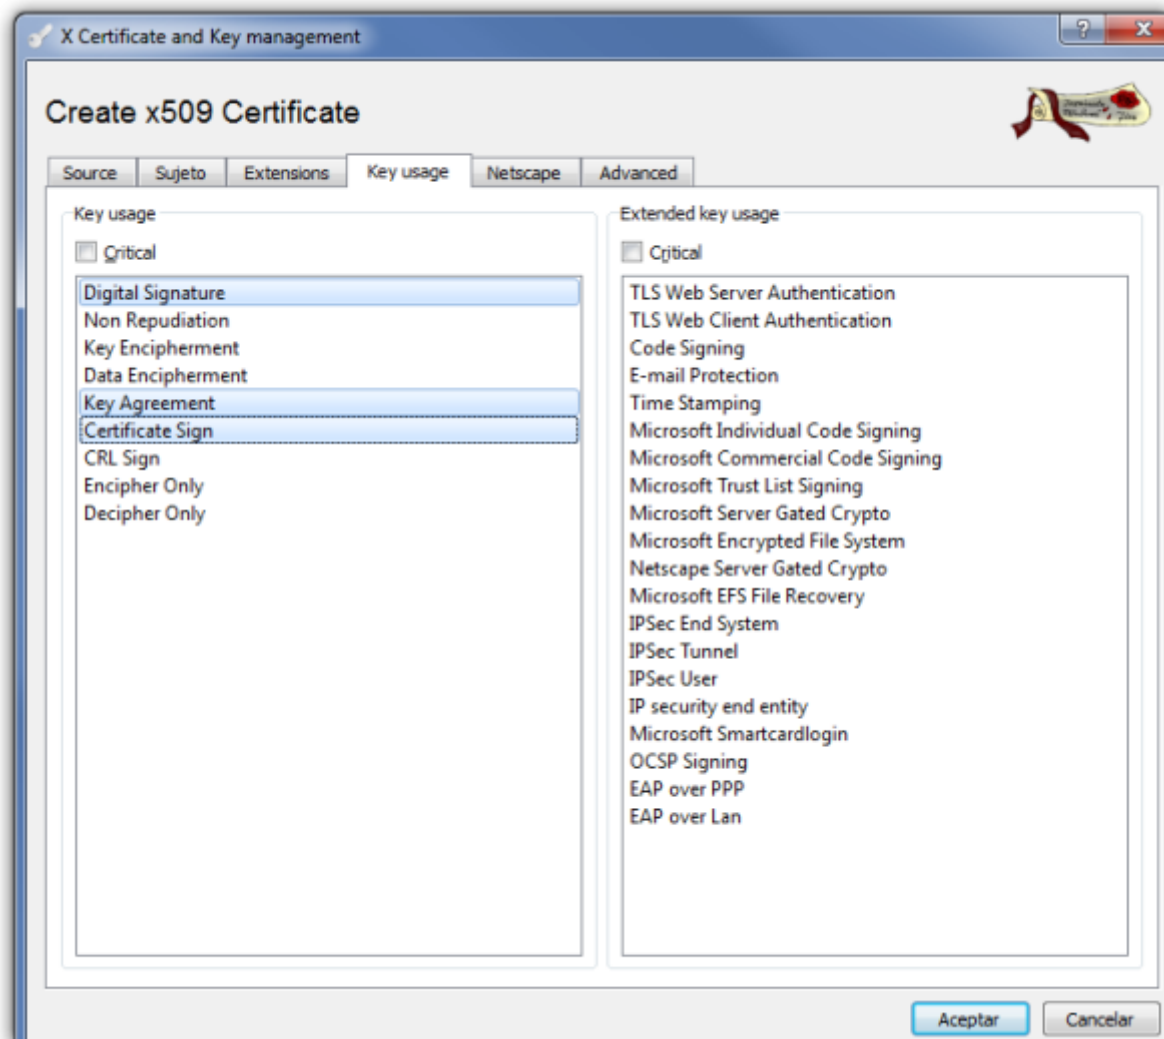 X Certificate and Key management
Create x509 Certificate
Source Sujeto Extensions Key usage Netscape Advanced
Key usage
Critical
Digital Signature
Non Repudiation
Key Encipherment
Data Encipherment
Key Agreement
Certificate Sign
CRL Sign
Encipher Only
Decipher Only
Extended key usage
Critical
TLS Web Server Authentication
TLS Web Client Authentication
Code Signing
E-mail Protection
Time Stamping
Microsoft Individual Code Signing
Microsoft Commercial Code Signing
Microsoft Trust List Signing
Microsoft Server Gated Crypto
Microsoft Encrypted File System
Netscape Server Gated Crypto
Microsoft EFS File Recovery
IPSec End System
IPSec Tunnel
IPSec User
IP security end entity
Microsoft Smartcardlogin
OCSP Signing
EAP over PPP
EAP over Lan
Aceptar Cancelar